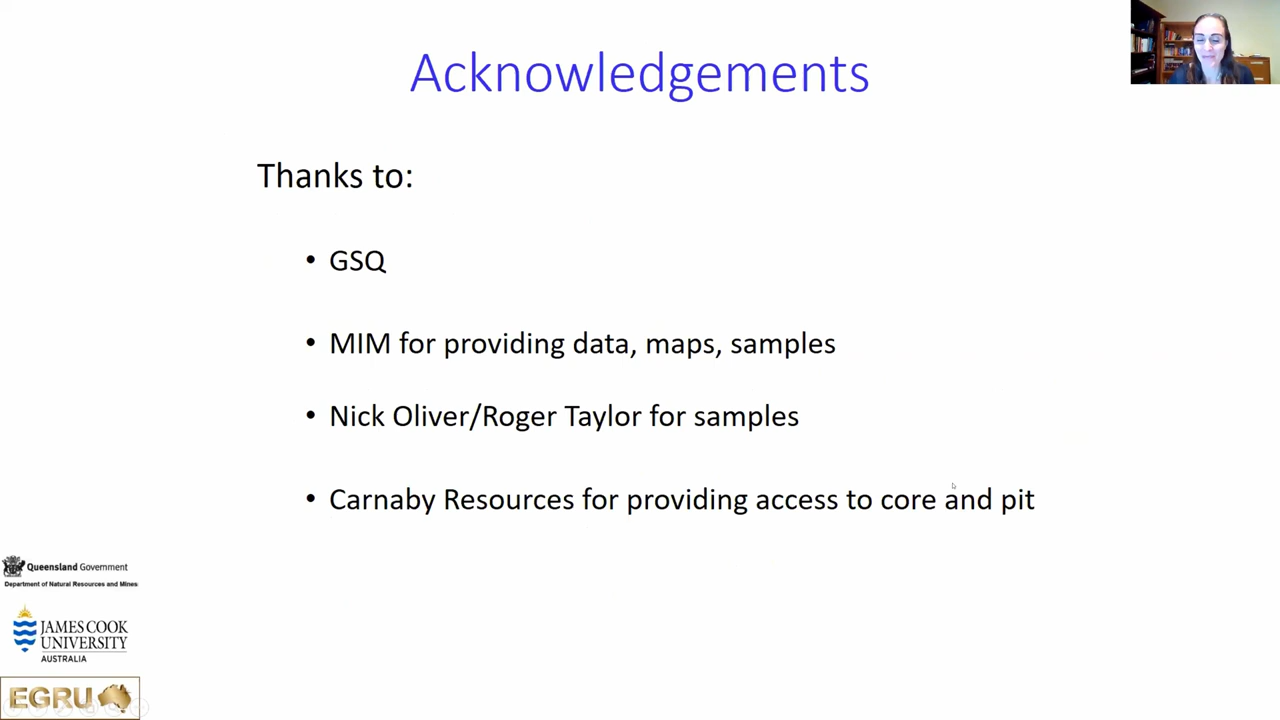 Acknowledgements
Thanks to:
• GSQ
• MIM for providing data, maps, samples
• Nick Oliver/Roger Taylor for samples
• Carnaby Resources for providing access to core and pit
Queensland Government
Department of Natural Resources and Mines
JAMES COOK
UNIVERSITY
AUSTRALIA
EGRU